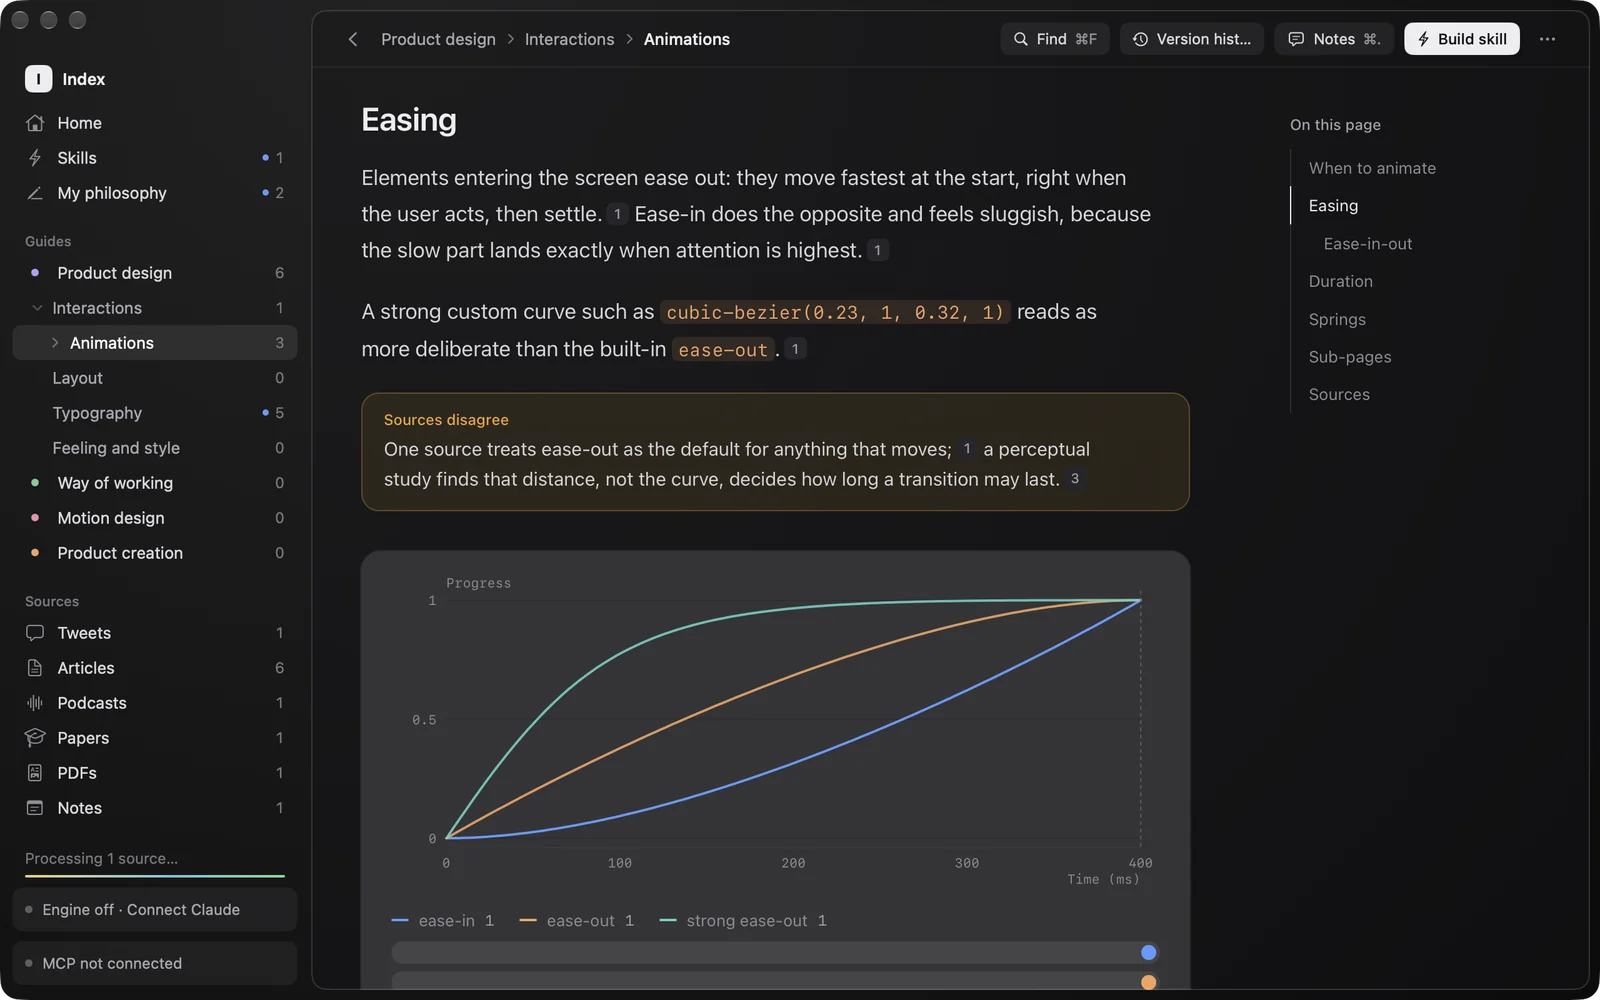 I Index
Home
Skills 1
My philosophy 2
Guides
Product design 6
Interactions 1
Animations 3
Layout 0
Typography 5
Feeling and style 0
Way of working 0
Motion design 0
Product creation 0
Sources
Tweets 1
Articles 6
Podcasts 1
Papers 1
PDFs 1
Notes 1
Processing 1 source...
Engine off · Connect Claude
MCP not connected
Product design > Interactions > Animations
Find ⌘F
Version hist...
Notes ⌘.
Build skill
Easing
Elements entering the screen ease out: they move fastest at the start, right when
the user acts, then settle. 1 Ease-in does the opposite and feels sluggish, because
the slow part lands exactly when attention is highest. 1
A strong custom curve such as cubic-bezier(0.23, 1, 0.32, 1) reads as
more deliberate than the built-in ease-out. 1
Sources disagree
One source treats ease-out as the default for anything that moves; 1 a perceptual
study finds that distance, not the curve, decides how long a transition may last. 3
Progress
1
0.5
0
0 100 200 300 400
Time (ms)
ease-in 1 ease-out 1 strong ease-out 1
On this page
When to animate
Easing
Ease-in-out
Duration
Springs
Sub-pages
Sources